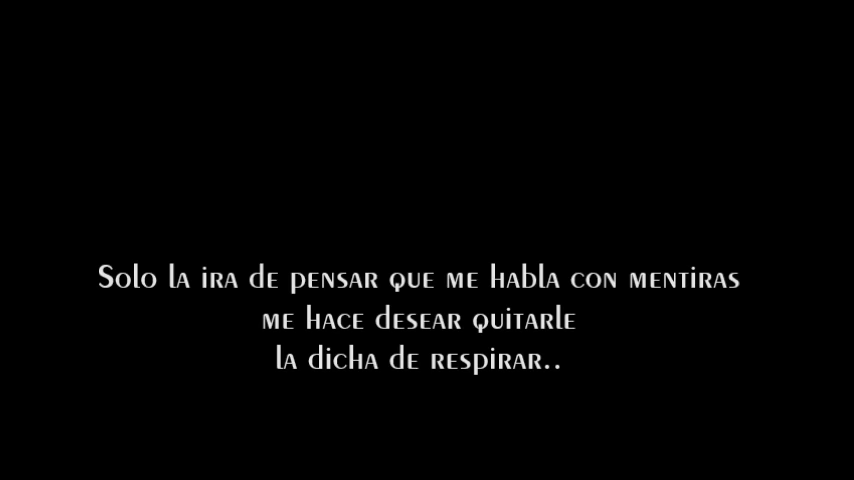 Solo la ira de pensar que me habla con mentiras
me hace desear quitarle
la dicha de respirar..